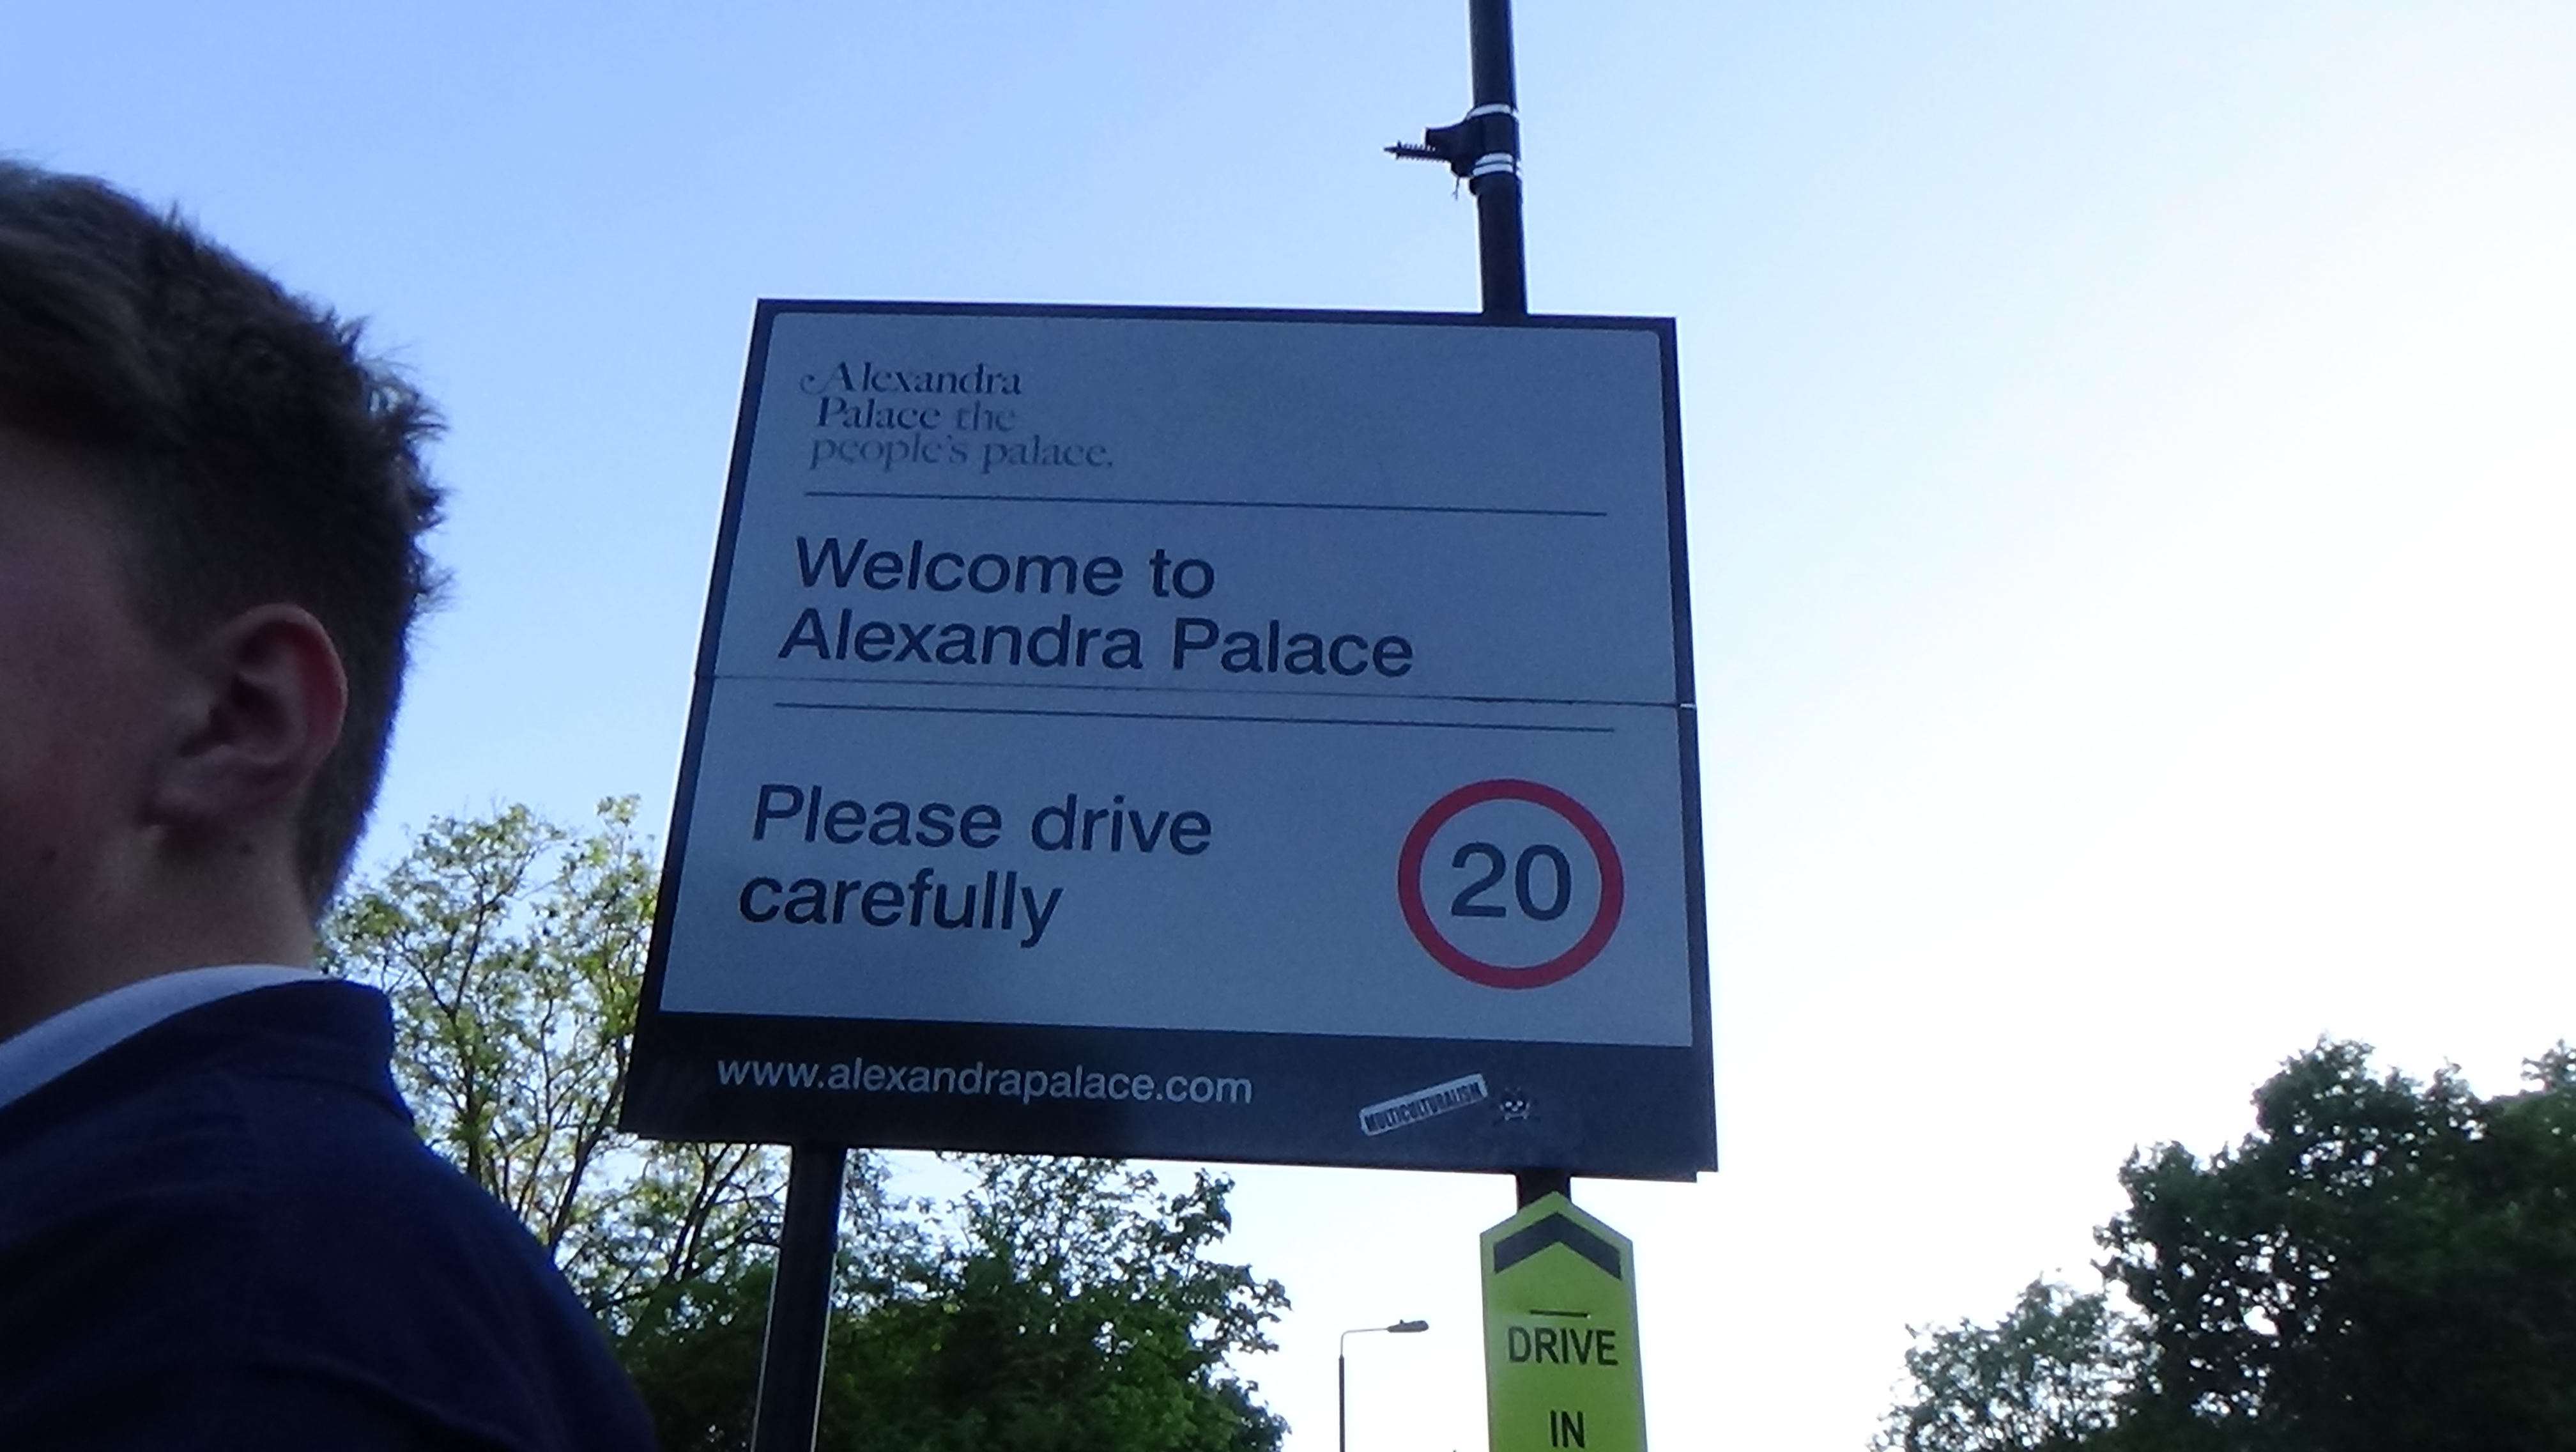 Alexandra
Palace the
people's palace.
Welcome to
Alexandra Palace
Please drive
carefully
20
www.alexandrapalace.com
MULTICULTURALISM
DRIVE
IN